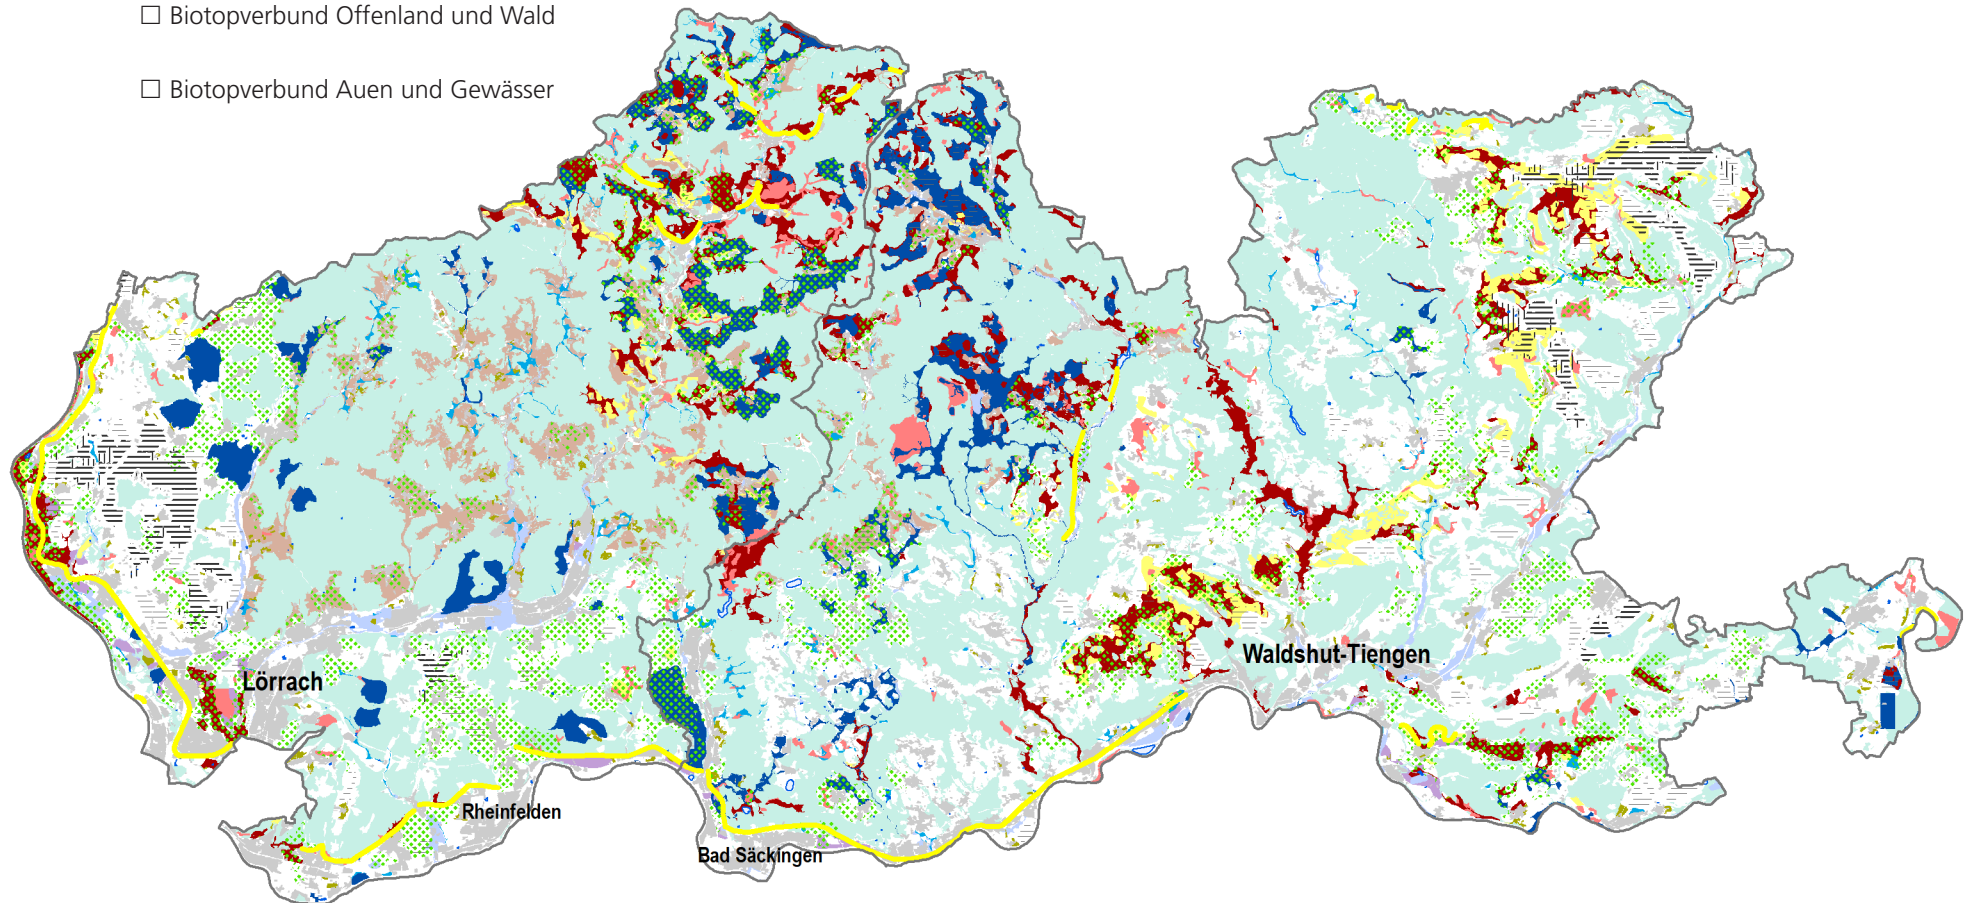 ☐ Biotopverbund Offenland und Wald
☐ Biotopverbund Auen und Gewässer
Waldshut-Tiengen
Lörrach
Rheinfelden
Bad Säckingen